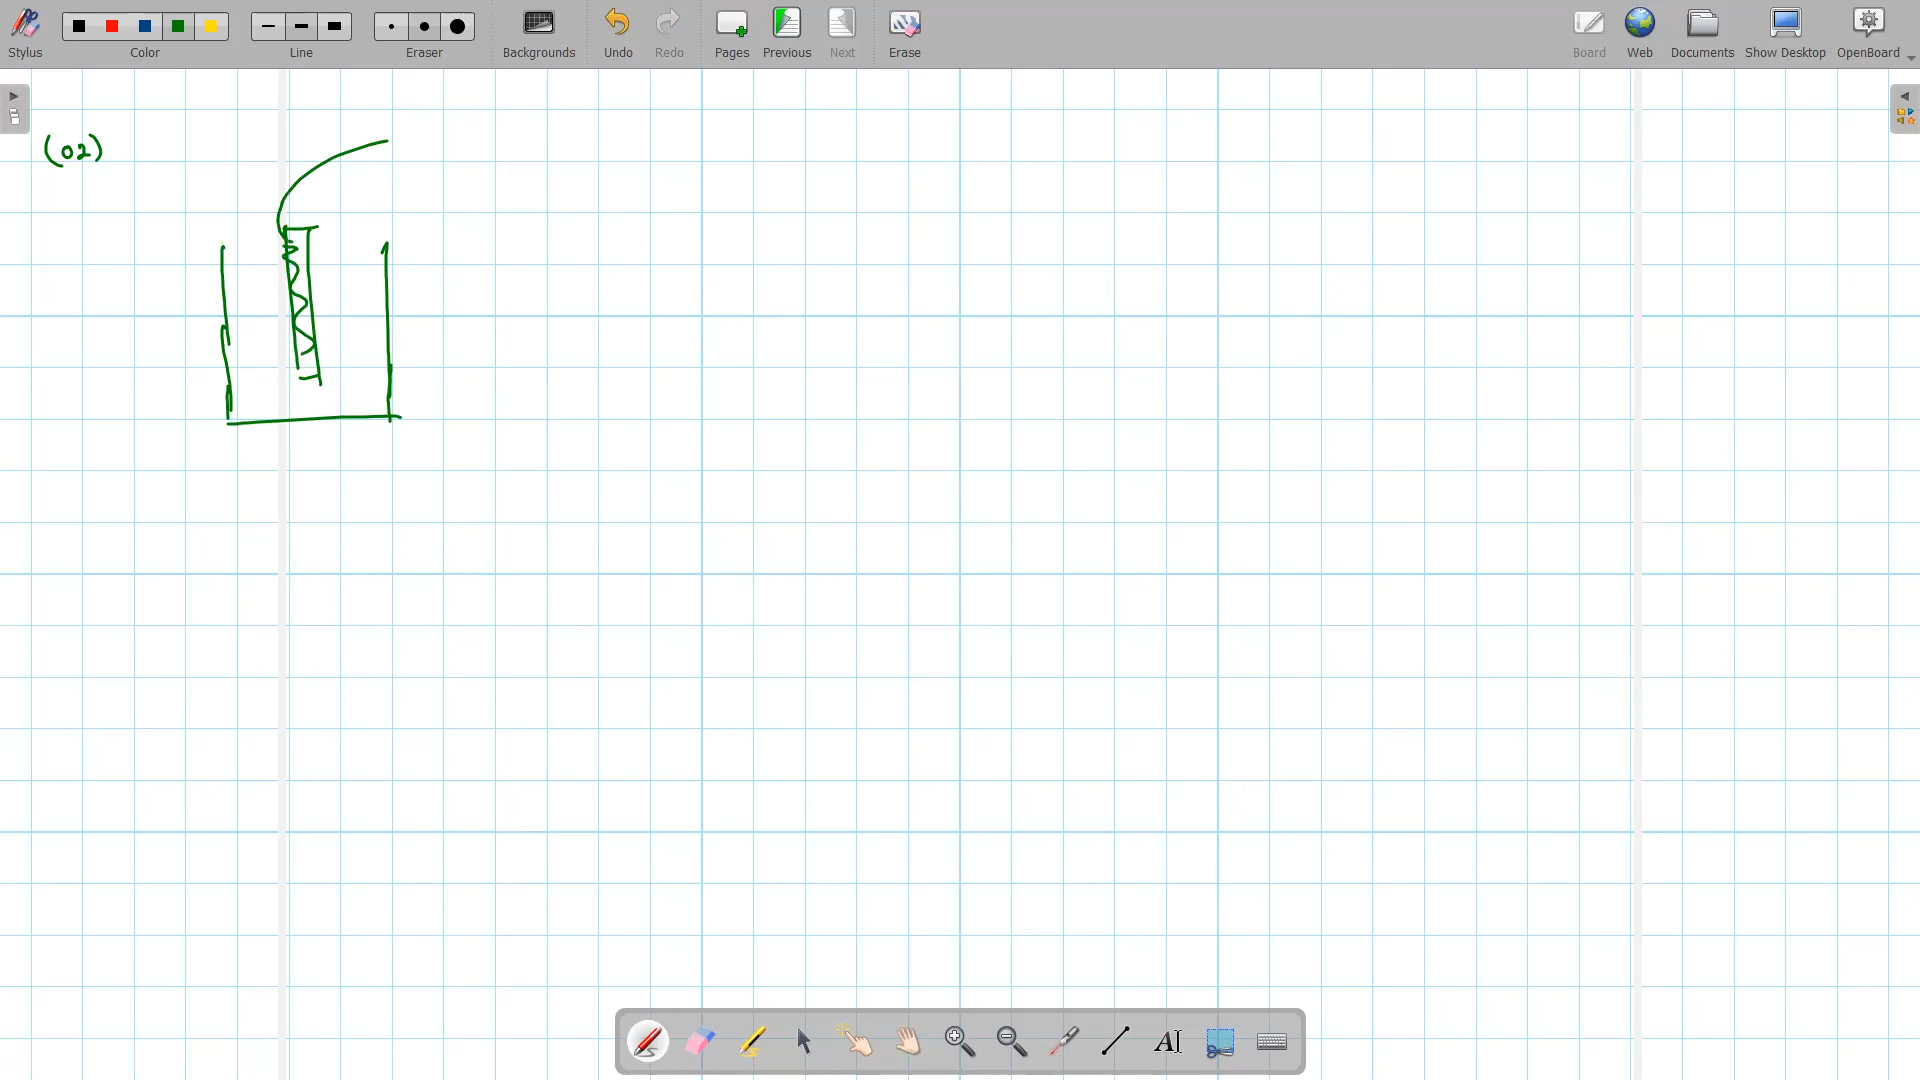 Stylus
Color
Line
Eraser
Backgrounds
Undo
Redo
Pages
Previous
Next
Erase
Board
Web
Documents
Show Desktop
OpenBoard
(02)